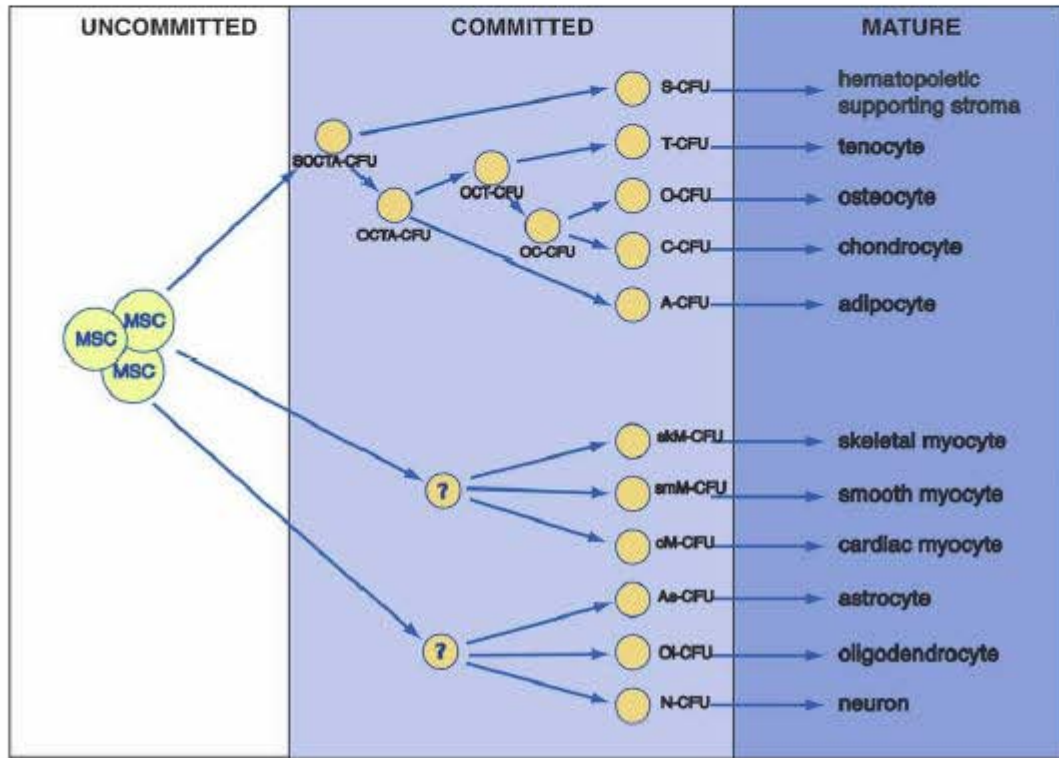 UNCOMMITTED
COMMITTED
MATURE
S-CFU
hematopoietic
supporting stroma
SOCTA-CFU
T-CFU
tenocyte
OCT-CFU
O-CFU
osteocyte
OCTA-CFU
OC-CFU
C-CFU
chondrocyte
A-CFU
adipocyte
MSC
MSC
MSC
skM-CFU
skeletal myocyte
?
smM-CFU
smooth myocyte
cM-CFU
cardiac myocyte
As-CFU
astrocyte
?
Ol-CFU
oligodendrocyte
N-CFU
neuron